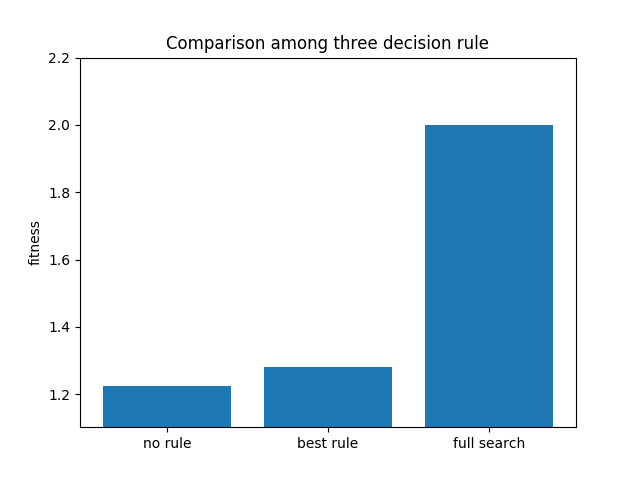 Comparison among three decision rule
2.2
2.0
1.8
1.6
1.4
1.2
fitness
no rule best rule full search